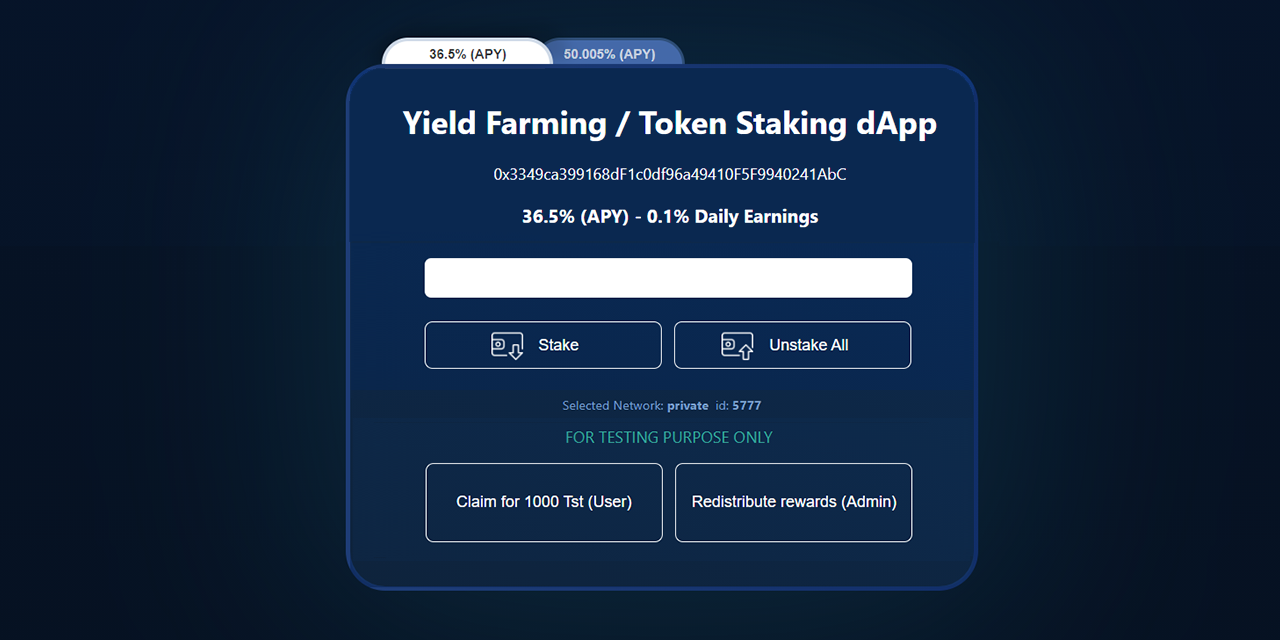 36.5% (APY) 50.005% (APY)
Yield Farming / Token Staking dApp
0x3349ca399168dF1c0df96a49410F5F9940241AbC
36.5% (APY) - 0.1% Daily Earnings
Stake Unstake All
Selected Network: private id: 5777
FOR TESTING PURPOSE ONLY
Claim for 1000 Tst (User) Redistribute rewards (Admin)